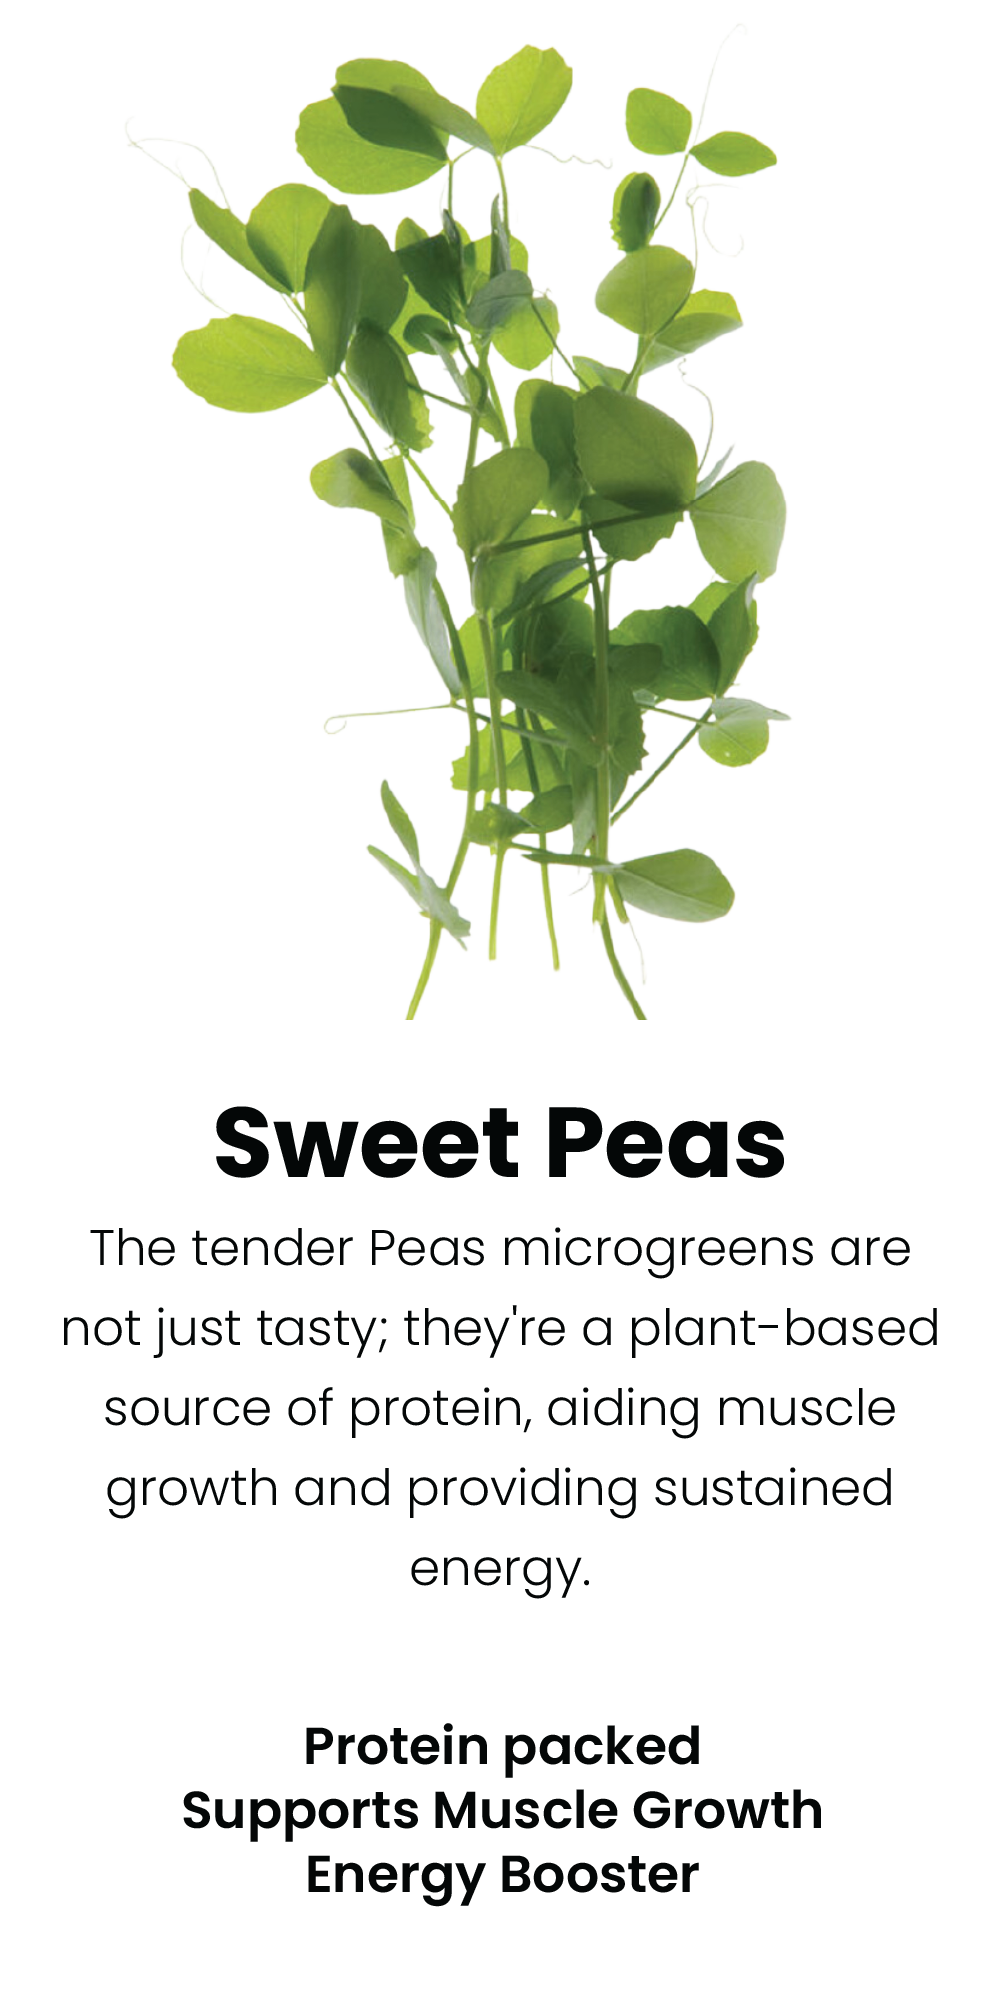 Sweet Peas
The tender Peas microgreens are
not just tasty; they're a plant-based
source of protein, aiding muscle
growth and providing sustained
energy.
Protein packed
Supports Muscle Growth
Energy Booster